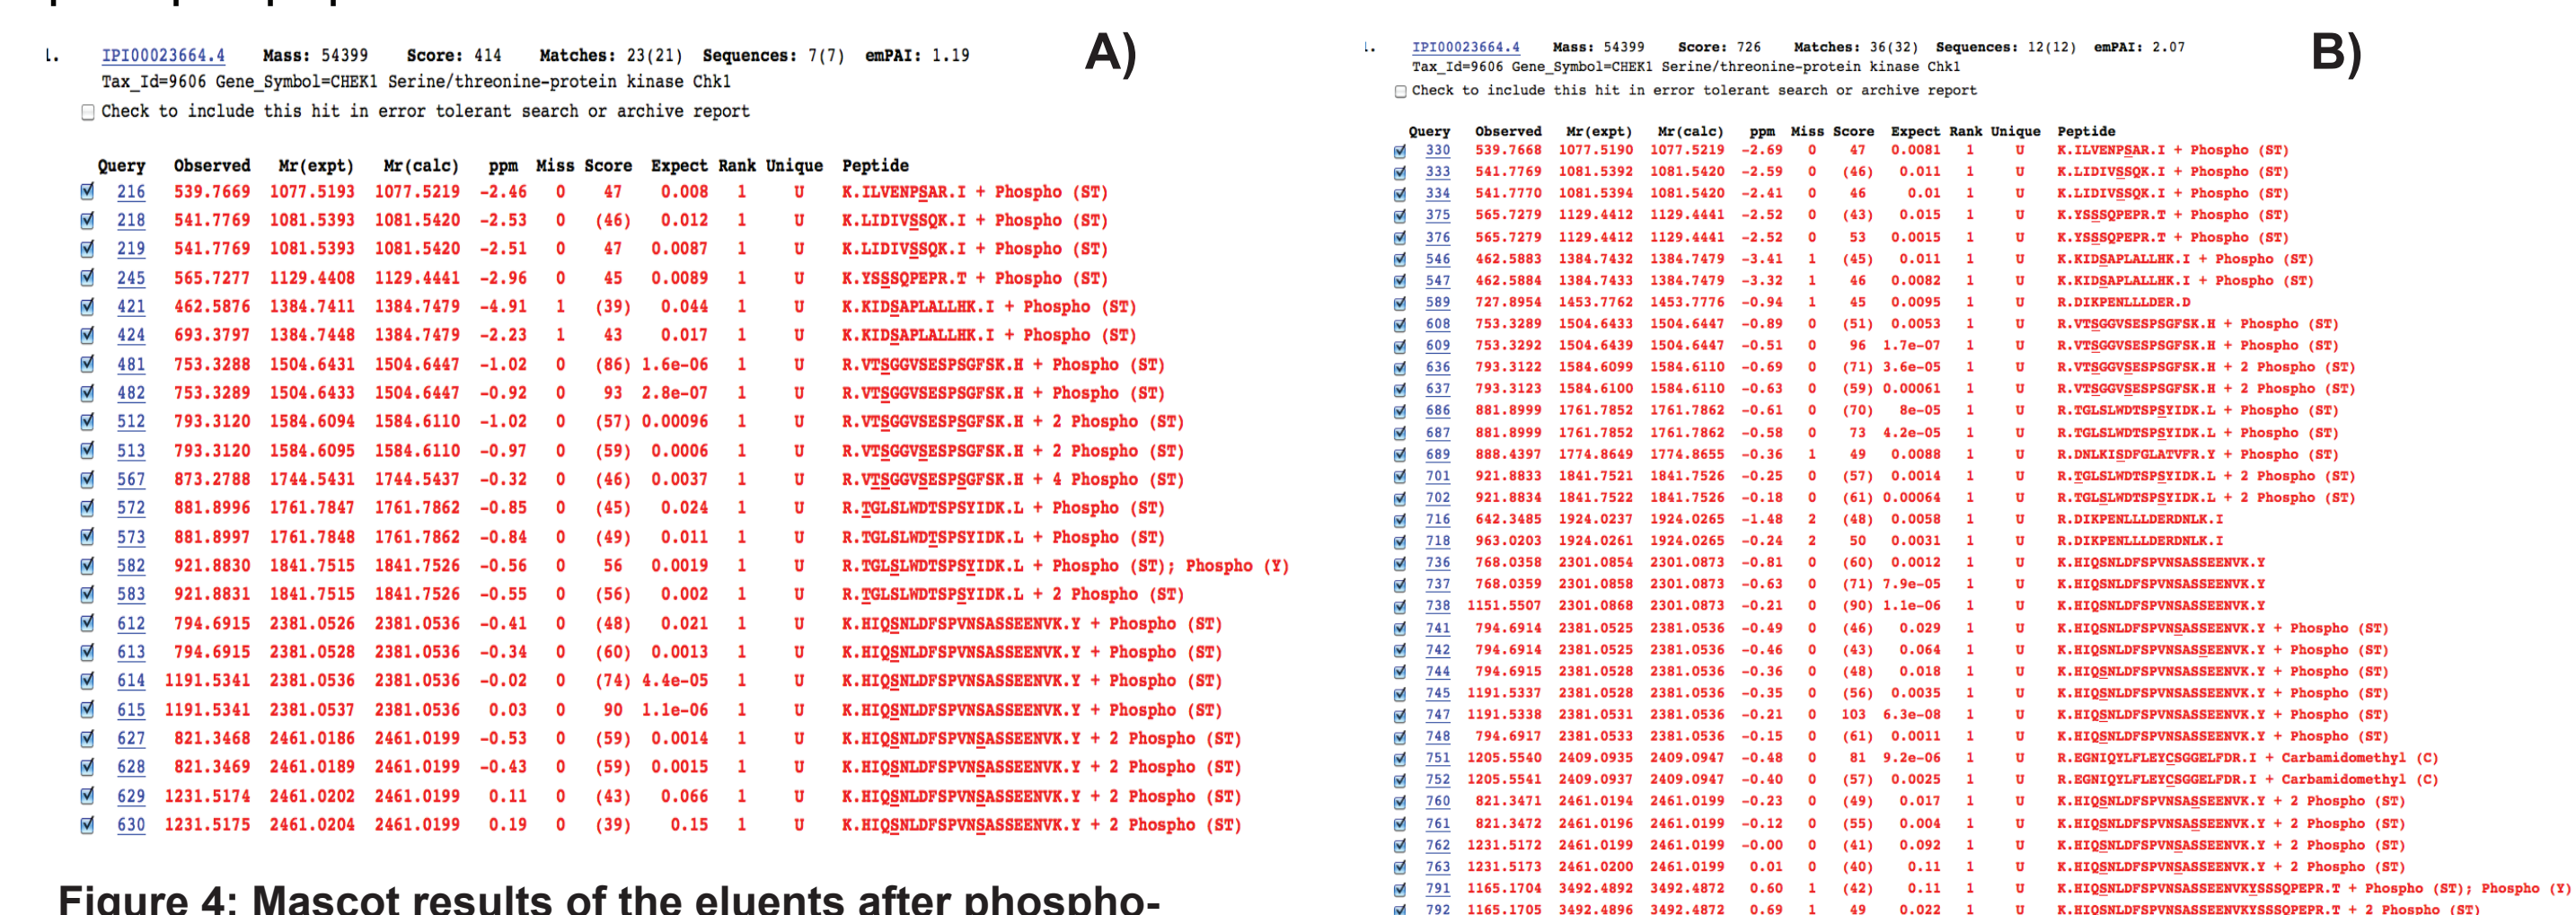 1. IPI00023664.4 Mass: 54399 Score: 414 Matches: 23(21) Sequences: 7(7) emPAI: 1.19
A)
Tax_Id=9606 Gene_Symbol=CHEK1 Serine/threonine-protein kinase Chk1
Check to include this hit in error tolerant search or archive report
Query Observed Mr(expt) Mr(calc) ppm Miss Score Expect Rank Unique Peptide
216 539.7669 1077.5193 1077.5219 -2.46 0 47 0.008 1 U K.ILVENPSAR.I + Phospho (ST)
218 541.7769 1081.5393 1081.5420 -2.53 0 (46) 0.012 1 U K.LIDIVSSQK.I + Phospho (ST)
219 541.7769 1081.5393 1081.5420 -2.51 0 47 0.0087 1 U K.LIDIVSSQK.I + Phospho (ST)
245 565.7277 1129.4408 1129.4441 -2.96 0 45 0.0089 1 U K.YSSSQPEPR.T + Phospho (ST)
421 462.5876 1384.7411 1384.7479 -4.91 1 (39) 0.044 1 U K.KIDSAPLALLHK.I + Phospho (ST)
424 693.3797 1384.7448 1384.7479 -2.23 1 43 0.017 1 U K.KIDSAPLALLHK.I + Phospho (ST)
481 753.3288 1504.6431 1504.6447 -1.02 0 (86) 1.6e-06 1 U R.VTSGGVSESPSGFSK.H + Phospho (ST)
482 753.3289 1504.6433 1504.6447 -0.92 0 93 2.8e-07 1 U R.VTSGGVSESPSGFSK.H + Phospho (ST)
512 793.3120 1584.6094 1584.6110 -1.02 0 (57) 0.00096 1 U R.VTSGGVSESPSGFSK.H + 2 Phospho (ST)
513 793.3120 1584.6095 1584.6110 -0.97 0 (59) 0.0006 1 U R.VTSGGVSESPSGFSK.H + 2 Phospho (ST)
567 873.2788 1744.5431 1744.5437 -0.32 0 (46) 0.0037 1 U R.VTSGGVSESPSGFSK.H + 4 Phospho (ST)
572 881.8996 1761.7847 1761.7862 -0.85 0 (45) 0.024 1 U R.TGLSLWDTSPSYIDK.L + Phospho (ST)
573 881.8997 1761.7848 1761.7862 -0.84 0 (49) 0.011 1 U R.TGLSLWDTSPSYIDK.L + Phospho (ST)
582 921.8830 1841.7515 1841.7526 -0.56 0 56 0.0019 1 U R.TGLSLWDTSPSYIDK.L + Phospho (ST); Phospho (Y)
583 921.8831 1841.7515 1841.7526 -0.55 0 (56) 0.002 1 U R.TGLSLWDTSPSYIDK.L + 2 Phospho (ST)
612 794.6915 2381.0526 2381.0536 -0.41 0 (48) 0.021 1 U K.HIQSNLDFSPVNSASSEENVK.Y + Phospho (ST)
613 794.6915 2381.0528 2381.0536 -0.34 0 (60) 0.0013 1 U K.HIQSNLDFSPVNSASSEENVK.Y + Phospho (ST)
614 1191.5341 2381.0536 2381.0536 -0.02 0 (74) 4.4e-05 1 U K.HIQSNLDFSPVNSASSEENVK.Y + Phospho (ST)
615 1191.5341 2381.0537 2381.0536 0.03 0 90 1.1e-06 1 U K.HIQSNLDFSPVNSASSEENVK.Y + Phospho (ST)
627 821.3468 2461.0186 2461.0199 -0.53 0 (59) 0.0014 1 U K.HIQSNLDFSPVNSASSEENVK.Y + 2 Phospho (ST)
628 821.3469 2461.0189 2461.0199 -0.43 0 (59) 0.0015 1 U K.HIQSNLDFSPVNSASSEENVK.Y + 2 Phospho (ST)
629 1231.5174 2461.0202 2461.0199 0.11 0 (43) 0.066 1 U K.HIQSNLDFSPVNSASSEENVK.Y + 2 Phospho (ST)
630 1231.5175 2461.0204 2461.0199 0.19 0 (39) 0.15 1 U K.HIQSNLDFSPVNSASSEENVK.Y + 2 Phospho (ST)
Figure 4: Mascot results of the eluents after phospho-
1. IPI00023664.4 Mass: 54399 Score: 726 Matches: 36(32) Sequences: 12(12) emPAI: 2.07
B)
Tax_Id=9606 Gene_Symbol=CHEK1 Serine/threonine-protein kinase Chk1
Check to include this hit in error tolerant search or archive report
Query Observed Mr(expt) Mr(calc) ppm Miss Score Expect Rank Unique Peptide
330 539.7668 1077.5190 1077.5219 -2.69 0 47 0.0081 1 U K.ILVENPSAR.I + Phospho (ST)
333 541.7769 1081.5392 1081.5420 -2.59 0 (46) 0.011 1 U K.LIDIVSSQK.I + Phospho (ST)
334 541.7770 1081.5394 1081.5420 -2.41 0 46 0.01 1 U K.LIDIVSSQK.I + Phospho (ST)
375 565.7279 1129.4412 1129.4441 -2.52 0 (43) 0.015 1 U K.YSSSQPEPR.T + Phospho (ST)
376 565.7279 1129.4412 1129.4441 -2.52 0 53 0.0015 1 U K.YSSSQPEPR.T + Phospho (ST)
546 462.5883 1384.7432 1384.7479 -3.41 1 (45) 0.011 1 U K.KIDSAPLALLHK.I + Phospho (ST)
547 462.5884 1384.7433 1384.7479 -3.32 1 46 0.0082 1 U K.KIDSAPLALLHK.I + Phospho (ST)
589 727.8954 1453.7762 1453.7776 -0.94 1 45 0.0095 1 U R.DIKPENLLLDER.D
608 753.3289 1504.6433 1504.6447 -0.89 0 (51) 0.0053 1 U R.VTSGGVSESPSGFSK.H + Phospho (ST)
609 753.3292 1504.6439 1504.6447 -0.51 0 96 1.7e-07 1 U R.VTSGGVSESPSGFSK.H + Phospho (ST)
636 793.3122 1584.6099 1584.6110 -0.69 0 (71) 3.6e-05 1 U R.VTSGGVSESPSGFSK.H + 2 Phospho (ST)
637 793.3123 1584.6100 1584.6110 -0.63 0 (59) 0.00061 1 U R.VTSGGVSESPSGFSK.H + 2 Phospho (ST)
686 881.8999 1761.7852 1761.7862 -0.61 0 (70) 8e-05 1 U R.TGLSLWDTSPSYIDK.L + Phospho (ST)
687 881.8999 1761.7852 1761.7862 -0.58 0 73 4.2e-05 1 U R.TGLSLWDTSPSYIDK.L + Phospho (ST)
689 888.4397 1774.8649 1774.8655 -0.36 1 49 0.0088 1 U R.DNLKISDFGLATVFR.Y + Phospho (ST)
701 921.8833 1841.7521 1841.7526 -0.25 0 (57) 0.0014 1 U R.TGLSLWDTSPSYIDK.L + 2 Phospho (ST)
702 921.8834 1841.7522 1841.7526 -0.18 0 (61) 0.00064 1 U R.TGLSLWDTSPSYIDK.L + 2 Phospho (ST)
716 642.3485 1924.0237 1924.0265 -1.48 2 (48) 0.0058 1 U R.DIKPENLLLDERDNLK.I
718 963.0203 1924.0261 1924.0265 -0.24 2 50 0.0031 1 U R.DIKPENLLLDERDNLK.I
736 768.0358 2301.0854 2301.0873 -0.81 0 (60) 0.0012 1 U K.HIQSNLDFSPVNSASSEENVK.Y
737 768.0359 2301.0858 2301.0873 -0.63 0 (71) 7.9e-05 1 U K.HIQSNLDFSPVNSASSEENVK.Y
738 1151.5507 2301.0868 2301.0873 -0.21 0 (90) 1.1e-06 1 U K.HIQSNLDFSPVNSASSEENVK.Y
741 794.6914 2381.0525 2381.0536 -0.49 0 (46) 0.029 1 U K.HIQSNLDFSPVNSASSEENVK.Y + Phospho (ST)
742 794.6914 2381.0525 2381.0536 -0.46 0 (43) 0.064 1 U K.HIQSNLDFSPVNSASSEENVK.Y + Phospho (ST)
744 794.6915 2381.0528 2381.0536 -0.36 0 (48) 0.018 1 U K.HIQSNLDFSPVNSASSEENVK.Y + Phospho (ST)
745 1191.5337 2381.0528 2381.0536 -0.35 0 (56) 0.0035 1 U K.HIQSNLDFSPVNSASSEENVK.Y + Phospho (ST)
747 1191.5338 2381.0531 2381.0536 -0.21 0 103 6.3e-08 1 U K.HIQSNLDFSPVNSASSEENVK.Y + Phospho (ST)
748 794.6917 2381.0533 2381.0536 -0.15 0 (61) 0.0011 1 U K.HIQSNLDFSPVNSASSEENVK.Y + Phospho (ST)
751 1205.5540 2409.0935 2409.0947 -0.48 0 81 9.2e-06 1 U R.EGNIQYLFLEYCSGGELFDR.I + Carbamidomethyl (C)
752 1205.5541 2409.0937 2409.0947 -0.40 0 (57) 0.0025 1 U R.EGNIQYLFLEYCSGGELFDR.I + Carbamidomethyl (C)
760 821.3471 2461.0194 2461.0199 -0.23 0 (49) 0.017 1 U K.HIQSNLDFSPVNSASSEENVK.Y + 2 Phospho (ST)
761 821.3472 2461.0196 2461.0199 -0.12 0 (55) 0.004 1 U K.HIQSNLDFSPVNSASSEENVK.Y + 2 Phospho (ST)
762 1231.5172 2461.0199 2461.0199 -0.00 0 (41) 0.092 1 U K.HIQSNLDFSPVNSASSEENVK.Y + 2 Phospho (ST)
763 1231.5173 2461.0200 2461.0199 0.01 0 (40) 0.11 1 U K.HIQSNLDFSPVNSASSEENVK.Y + 2 Phospho (ST)
791 1165.1704 3492.4892 3492.4872 0.60 1 (42) 0.11 1 U K.HIQSNLDFSPVNSASSEENVKYSSSQPEPR.T + Phospho (ST); Phospho (Y)
792 1165.1705 3492.4896 3492.4872 0.69 1 49 0.022 1 U K.HIQSNLDFSPVNSASSEENVKYSSSQPEPR.T + 2 Phospho (ST)